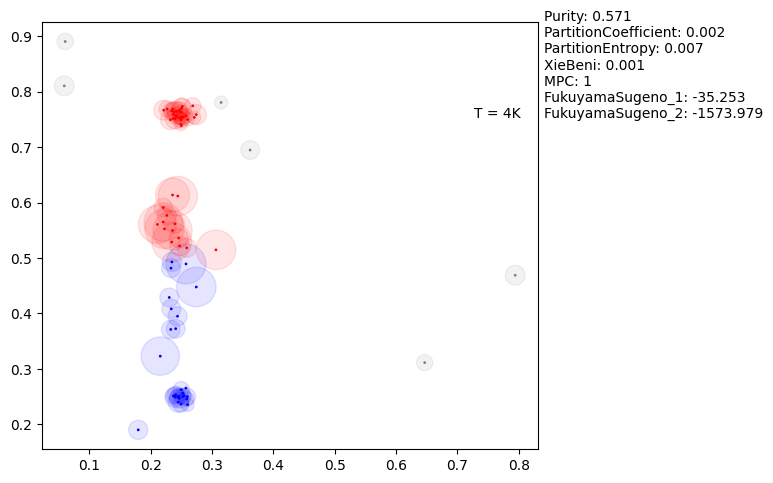 Purity: 0.571
PartitionCoefficient: 0.002
PartitionEntropy: 0.007
XieBeni: 0.001
MPC: 1
FukuyamaSugeno_1: -35.253
FukuyamaSugeno_2: -1573.979
T = 4K
0.9
0.8
0.7
0.6
0.5
0.4
0.3
0.2
0.1 0.2 0.3 0.4 0.5 0.6 0.7 0.8